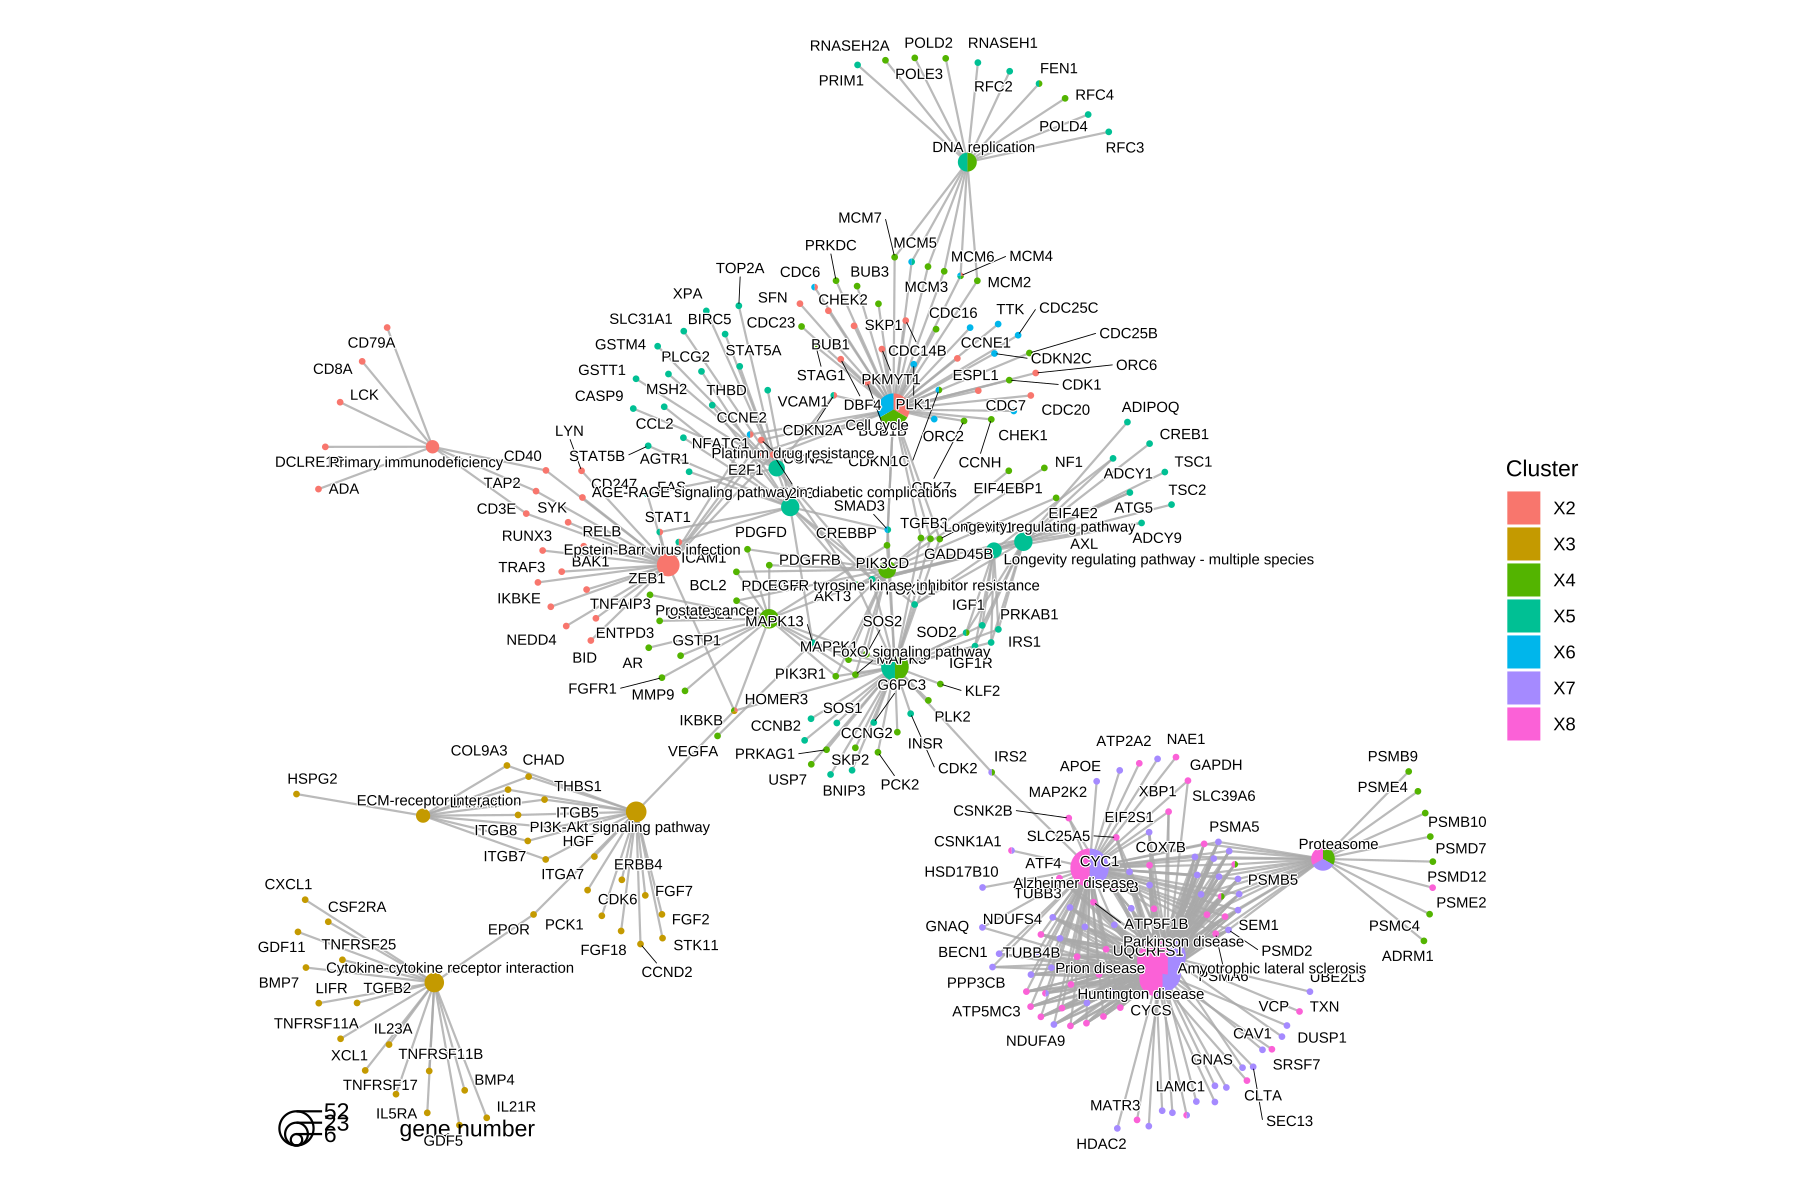 RNASEH2A
POLD2
RNASEH1
PRIM1
POLE3
RFC2
FEN1
RFC4
POLD4
RFC3
DNA replication
MCM7
MCM5
PRKDC
MCM6
MCM4
TOP2A
CDC6
BUB3
MCM3
MCM2
XPA
SFN
CHEK2
SLC31A1
BIRC5
CDC23
SKP1
CDC16
TTK
CDC25C
CDC25B
CD79A
GSTM4
PLCG2
STAT5A
BUB1
CDC14B
CCNE1
CDKN2C
ORC6
CD8A
GSTT1
MSH2
THBD
STAG1
PKMYT1
ESPL1
CDK1
LCK
CASP9
VCAM1
DBF4
PLK1
CDC7
CDC20
ADIPOQ
CCL2
CCNE2
Cell cycle
BUB1B
ORC2
CHEK1
CREB1
LYN
NFATC1
CDKN2A
Platinum drug resistance
CDKN1C
CCNH
Primary immunodeficiency
CD40
STAT5B
AGTR1
E2F1
CCNA2
NF1
ADCY1
TSC1
ADA
TAP2
CD247
FAS
AGE-RAGE signaling pathway in diabetic complications
CDK7
EIF4EBP1
TSC2
CD3E
SYK
STAT1
SMAD3
EIF4E2
ATG5
RUNX3
RELB
PDGFD
CREBBP
Longevity regulating pathway
ADCY9
Epstein-Barr virus infection
ICAM1
GADD45B
AXL
TRAF3
BAK1
PDGFRB
PIK3CD
Longevity regulating pathway - multiple species
ZEB1
BCL2
EGFR tyrosine kinase inhibitor resistance
IKBKE
TNFAIP3
AKT3
IGF1
PRKAB1
Prostate cancer
MAPK13
SOS2
NEDD4
ENTPD3
GSTP1
SOD2
IRS1
BID
AR
FoxO signaling pathway
IGF1R
FGFR1
MMP9
PIK3R1
G6PC3
KLF2
HOMER3
SOS1
PLK2
IKBKB
CCNB2
CCNG2
INSR
VEGFA
PRKAG1
SKP2
CDK2
USP7
BNIP3
PCK2
IRS2
COL9A3
CHAD
HSPG2
THBS1
ECM-receptor interaction
ITGB5
ITGB8
PI3K-Akt signaling pathway
HGF
ITGB7
ITGA7
ERBB4
FGF7
CDK6
FGF2
EPOR
PCK1
FGF18
STK11
CCND2
CXCL1
CSF2RA
GDF11
TNFRSF25
Cytokine-cytokine receptor interaction
BMP7
LIFR
TGFB2
TNFRSF11A
IL23A
XCL1
TNFRSF11B
TNFRSF17
BMP4
IL5RA
IL21R
GDF5
ATP2A2
NAE1
APOE
GAPDH
MAP2K2
XBP1
SLC39A6
CSNK2B
EIF2S1
SLC25A5
PSMA5
CSNK1A1
COX7B
ATF4
CYC1
HSD17B10
Alzheimer disease
TUBB3
PSMB5
GNAQ
NDUFS4
ATP5F1B
SEM1
Parkinson disease
BECN1
TUBB4B
UQCRFS1
PSMD2
Prion disease
Amyotrophic lateral sclerosis
PSMA6
UBE2L3
PPP3CB
Huntington disease
ATP5MC3
CYCS
VCP
TXN
NDUFA9
CAV1
DUSP1
GNAS
SRSF7
LAMC1
CLTA
MATR3
SEC13
HDAC2
PSMB9
PSME4
PSMB10
Proteasome
PSMD7
PSMD12
PSME2
PSMC4
ADRM1
Cluster
X2
X3
X4
X5
X6
X7
X8
52
23
6
gene number